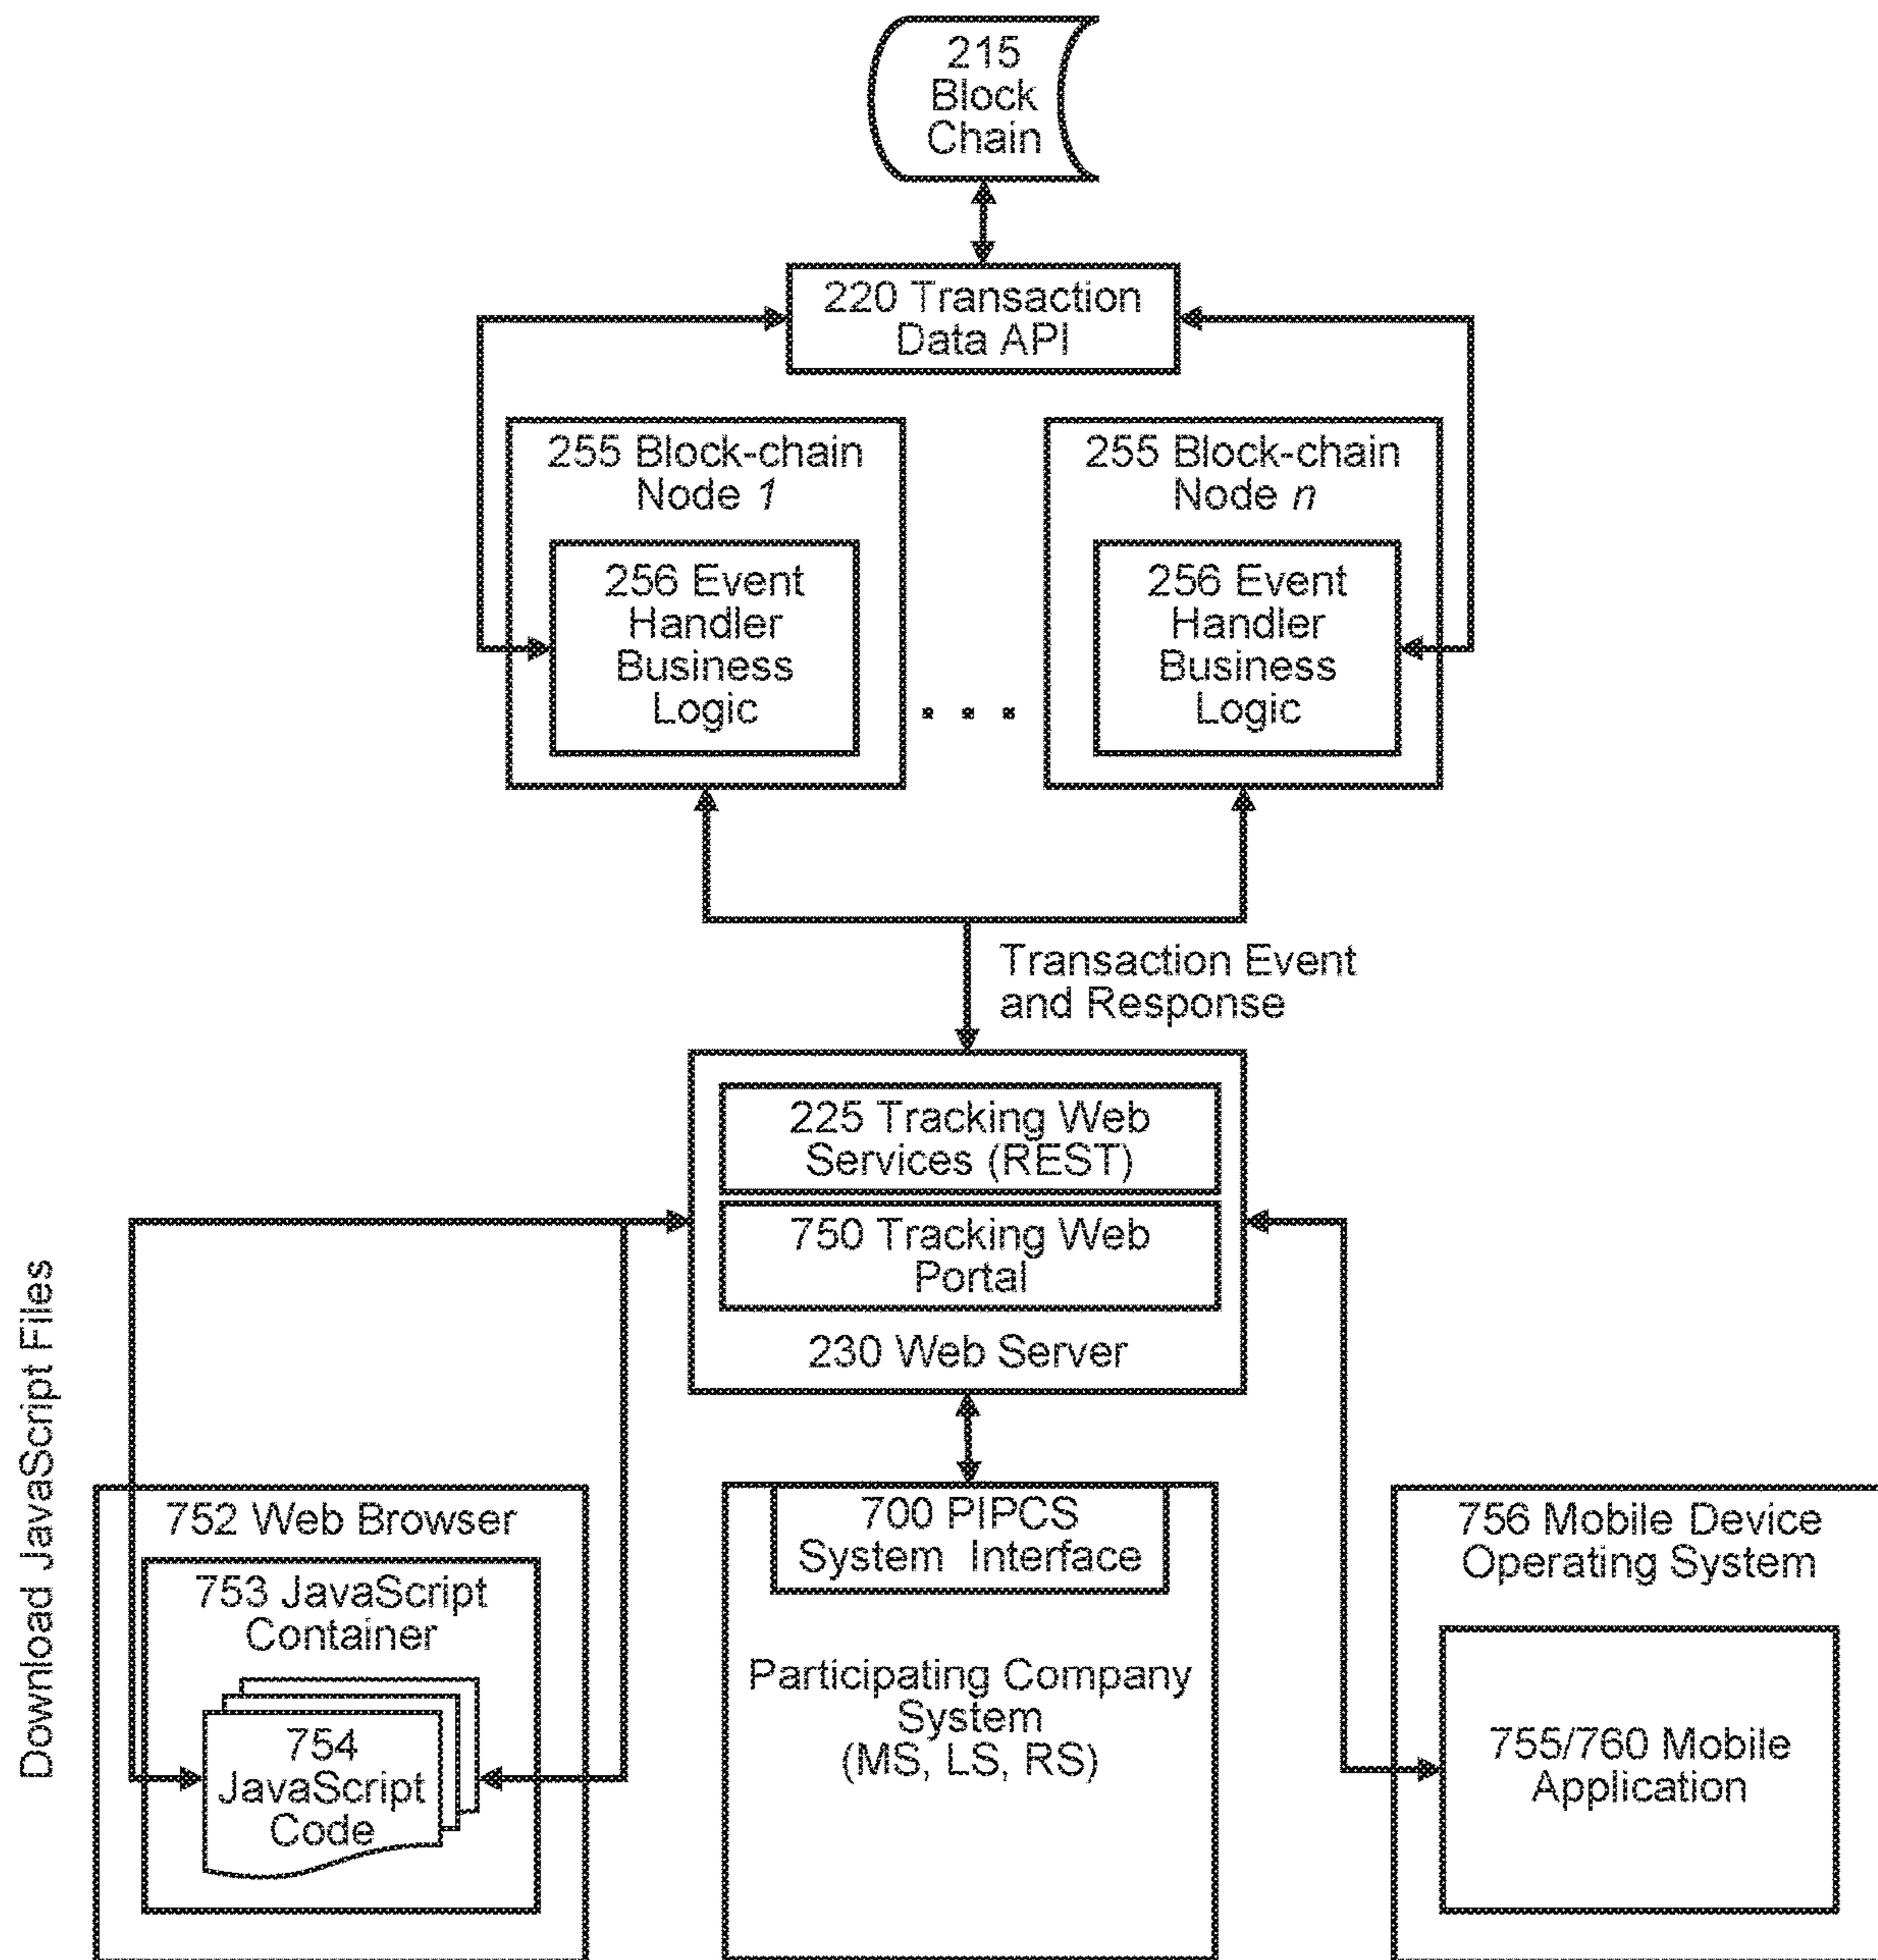 215
Block
Chain
220 Transaction
Data API
255 Block-chain
Node 1
256 Event
Handler
Business
Logic
. . .
255 Block-chain
Node n
256 Event
Handler
Business
Logic
Transaction Event
and Response
225 Tracking Web
Services (REST)
750 Tracking Web
Portal
230 Web Server
Download JavaScript Files
752 Web Browser
753 JavaScript
Container
754
JavaScript
Code
700 PIPCS
System Interface
Participating Company
System
(MS, LS, RS)
756 Mobile Device
Operating System
755/760 Mobile
Application